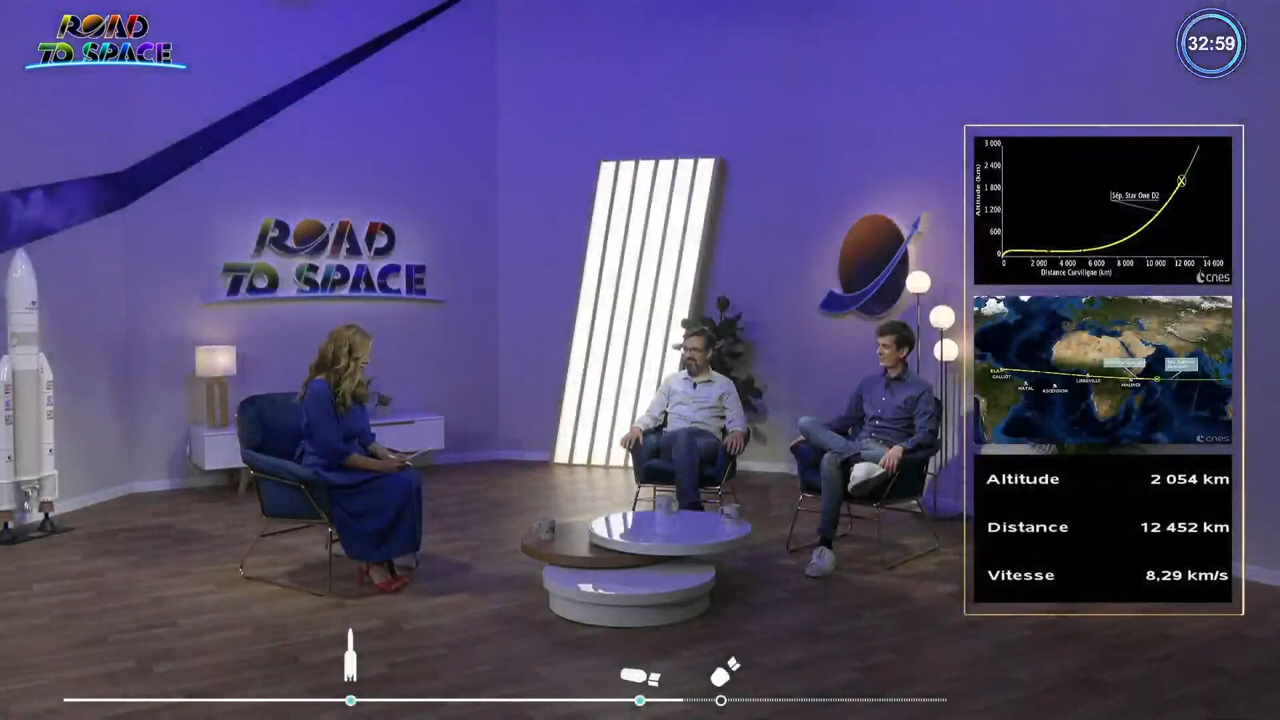 ROAD
TO SPACE
32:59
ROAD
TO SPACE
Altitude (km)
3 000
2 400
1 800
1 200
600
0
Sép. Star One D2
0 2 000 4 000 6 000 8 000 10 000 12 000 14 000
Distance Curviligne (km)
cnes
GALLIOT
NATAL
ASCENSION
LIBREVILLE
MALINDI
cnes
Altitude 2 054 km
Distance 12 452 km
Vitesse 8,29 km/s